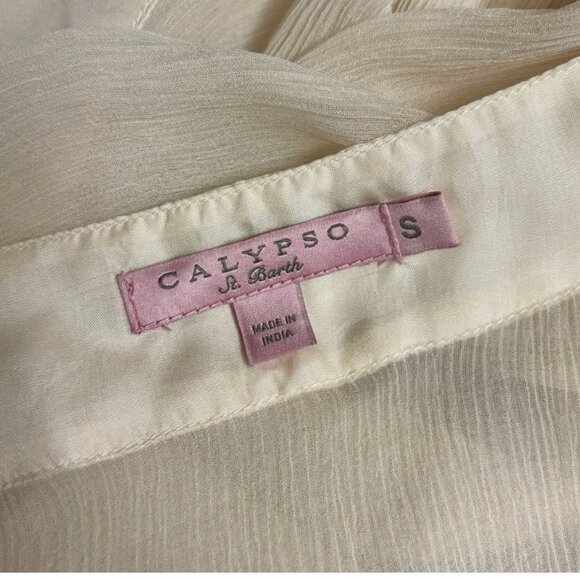 CALYPSO
St. Barth
S
MADE IN
INDIA